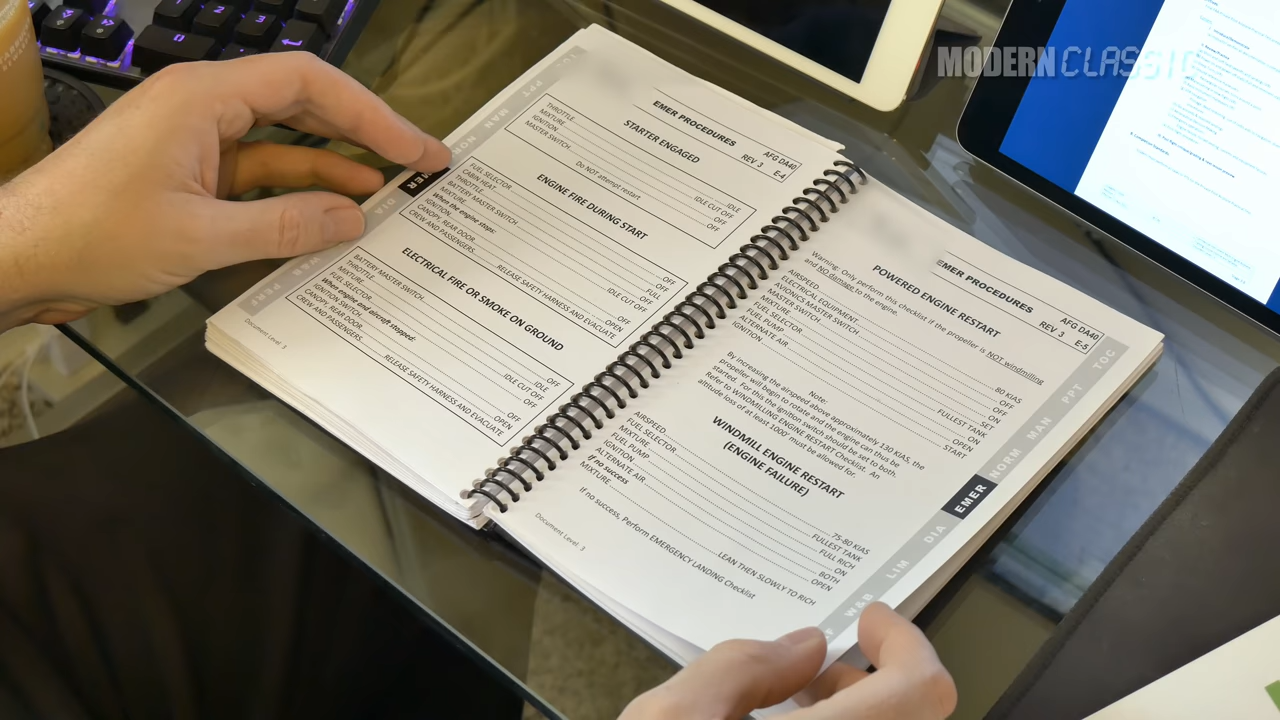 MODERN CLASSIC
EMER PROCEDURES
AFG DA40
REV 3
E-4
STARTER ENGAGED
THROTTLE IDLE
MIXTURE IDLE CUT OFF
IGNITION OFF
MASTER SWITCH OFF
Do NOT attempt restart
ENGINE FIRE DURING START
FUEL SELECTOR OFF
CABIN HEAT OFF
THROTTLE FULL
BATTERY MASTER SWITCH OFF
MIXTURE IDLE CUT OFF
When the engine stops:
IGNITION OFF
CANOPY, REAR DOOR OPEN
CREW AND PASSENGERS RELEASE SAFETY HARNESS AND EVACUATE
ELECTRICAL FIRE OR SMOKE ON GROUND
BATTERY MASTER SWITCH OFF
THROTTLE IDLE
MIXTURE IDLE CUT OFF
FUEL SELECTOR OFF
When engine aircraft stopped:
IGNITION SWITCH OFF
CANOPY, REAR DOOR OPEN
CREW AND PASSENGERS RELEASE SAFETY HARNESS AND EVACUATE
Document Level: 3
PPT
MAN
NORM
EMER
DIA
LIM
W&B
PERF
EMER PROCEDURES
AFG DA40
REV 3
E-5
POWERED ENGINE RESTART
Warning: Only perform this checklist if the propeller is NOT windmilling
and NO damage to the engine.
AIRSPEED 80 KIAS
ELECTRICAL EQUIPMENT OFF
AVIONICS MASTER SWITCH OFF
MASTER SWITCH ON
MIXTURE SET
FUEL SELECTOR FULLEST TANK
FUEL PUMP ON
ALTERNATE AIR OPEN
IGNITION START
Note:
By increasing the airspeed above approximately 130 KIAS, the
propeller will begin to rotate and the engine can thus be
started. For this the ignition switch should be set to both.
Refer to WINDMILLING ENGINE RESTART Checklist. An
altitude loss of at least 1000' must be allowed for.
WINDMILL ENGINE RESTART
(ENGINE FAILURE)
AIRSPEED 75-80 KIAS
FUEL SELECTOR FULLEST TANK
MIXTURE FULL RICH
FUEL PUMP ON
IGNITION BOTH
ALTERNATE AIR OPEN
If no success
MIXTURE LEAN THEN SLOWLY TO RICH
If no success, Perform EMERGENCY LANDING Checklist
Document Level: 3
TOC
PPT
MAN
NORM
EMER
DIA
LIM
W&B